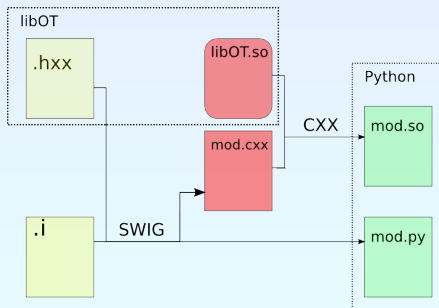 libOT
.hxx
libOT.so
Python
CXX
mod.so
mod.cxx
.i
SWIG
mod.py